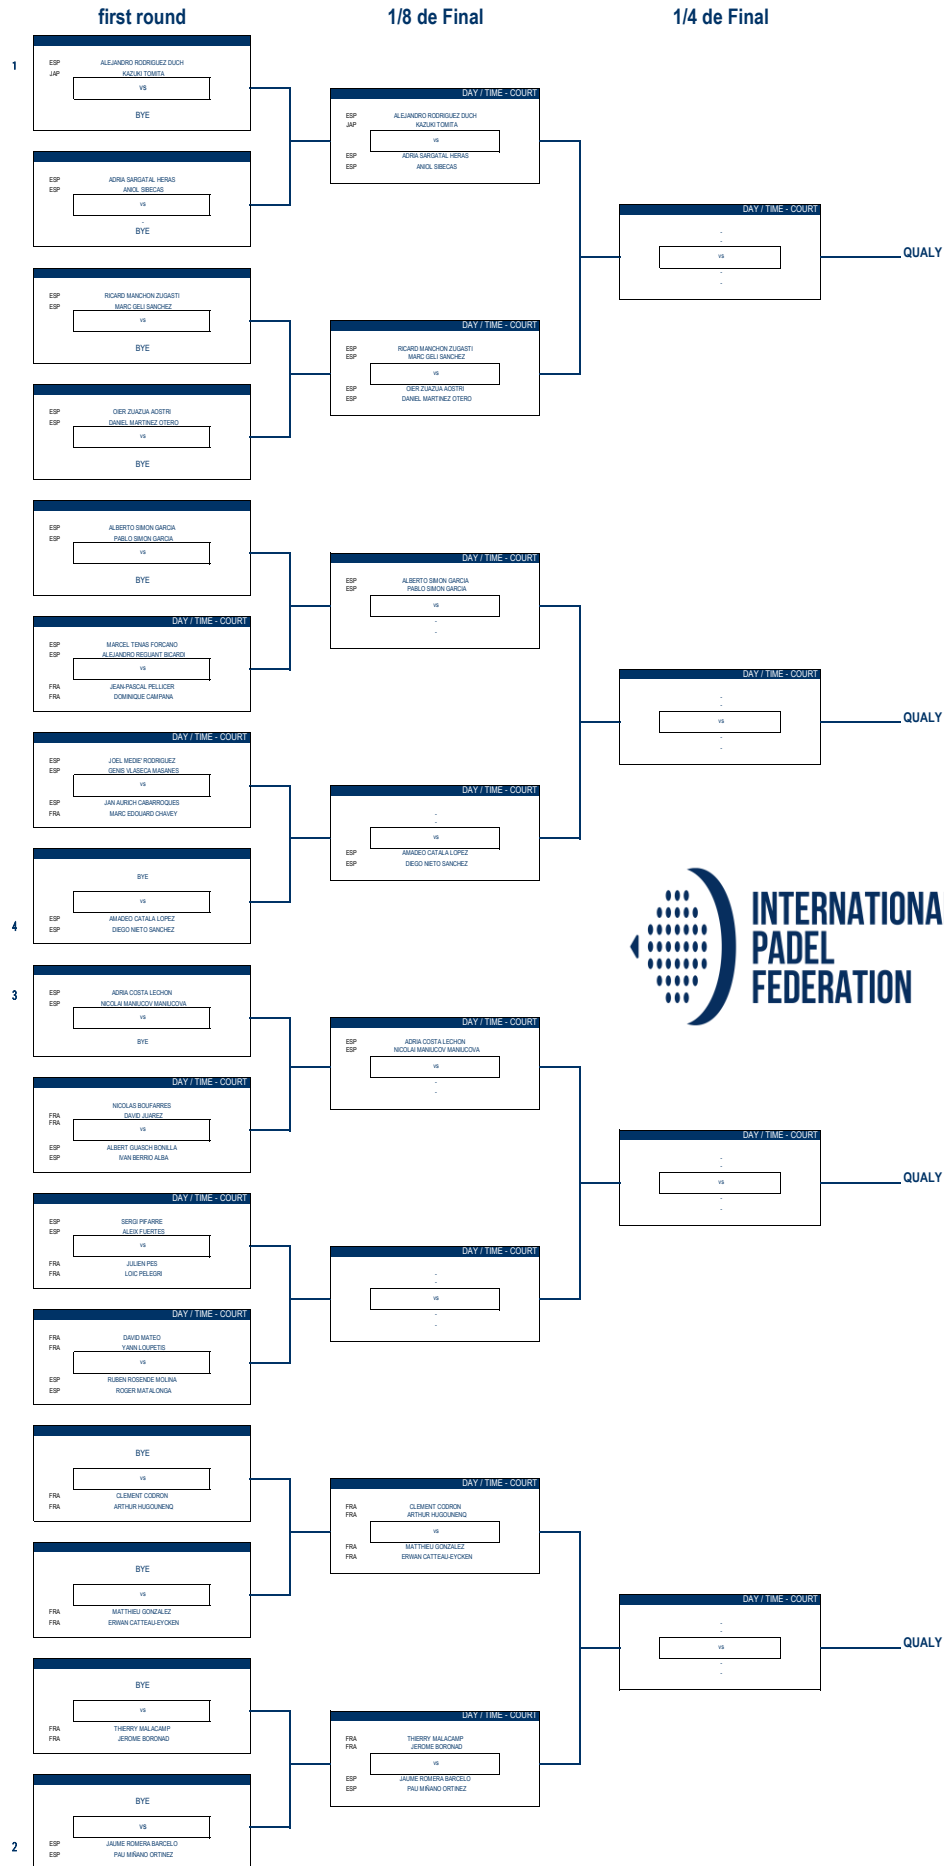 first round
1/8 de Final
1/4 de Final
1
ESP ALEJANDRO RODRIGUEZ DUCH
JAP KAZUKI TOMITA
vs
BYE
ESP ADRIA SARGATAL HERAS
ESP ANIOL SIBECAS
vs
-
BYE
ESP RICARD MANCHON ZUGASTI
ESP MARC GELI SANCHEZ
vs
BYE
ESP OIER ZUAZUA AOSTRI
ESP DANIEL MARTINEZ OTERO
vs
BYE
ESP ALBERTO SIMON GARCIA
ESP PABLO SIMON GARCIA
vs
BYE
DAY / TIME - COURT
ESP MARCEL TENAS FORCANO
ESP ALEJANDRO REGUANT BICARDI
vs
FRA JEAN-PASCAL PELLICER
FRA DOMINIQUE CAMPANA
DAY / TIME - COURT
ESP JOEL MEDIE' RODRIGUEZ
ESP GENIS VLASECA MASANES
vs
ESP JAN AURICH CABARROQUES
FRA MARC EDOUARD CHAVEY
BYE
vs
4
ESP AMADEO CATALA LOPEZ
ESP DIEGO NIETO SANCHEZ
3
ESP ADRIA COSTA LECHON
ESP NICOLAI MANIUCOV MANIUCOVA
vs
BYE
DAY / TIME - COURT
NICOLAS BOUFARRES
FRA DAVID JUAREZ
FRA
vs
ESP ALBERT GUASCH BONILLA
ESP IVAN BERRIO ALBA
DAY / TIME - COURT
ESP SERGI PIFARRE
ESP ALEIX FUERTES
vs
FRA JULIEN PES
FRA LOIC PELEGRI
DAY / TIME - COURT
FRA DAVID MATEO
FRA YANN LOUPETIS
vs
ESP RUBEN ROSENDE MOLINA
ESP ROGER MATALONGA
BYE
vs
FRA CLEMENT CODRON
FRA ARTHUR HUGOUNENQ
BYE
vs
FRA MATTHIEU GONZALEZ
FRA ERWAN CATTEAU-EYCKEN
BYE
vs
FRA THIERRY MALACAMP
FRA JEROME BORONAD
BYE
vs
2
ESP JAUME ROMERA BARCELO
ESP PAU MIÑANO ORTINEZ
DAY / TIME - COURT
ESP ALEJANDRO RODRIGUEZ DUCH
JAP KAZUKI TOMITA
vs
ESP ADRIA SARGATAL HERAS
ESP ANIOL SIBECAS
DAY / TIME - COURT
ESP RICARD MANCHON ZUGASTI
ESP MARC GELI SANCHEZ
vs
ESP OIER ZUAZUA AOSTRI
ESP DANIEL MARTINEZ OTERO
DAY / TIME - COURT
ESP ALBERTO SIMON GARCIA
ESP PABLO SIMON GARCIA
vs
-
-
DAY / TIME - COURT
-
-
vs
ESP AMADEO CATALA LOPEZ
ESP DIEGO NIETO SANCHEZ
DAY / TIME - COURT
ESP ADRIA COSTA LECHON
ESP NICOLAI MANIUCOV MANIUCOVA
vs
-
-
DAY / TIME - COURT
-
-
vs
-
-
DAY / TIME - COURT
FRA CLEMENT CODRON
FRA ARTHUR HUGOUNENQ
vs
FRA MATTHIEU GONZALEZ
FRA ERWAN CATTEAU-EYCKEN
DAY / TIME - COURT
FRA THIERRY MALACAMP
FRA JEROME BORONAD
vs
ESP JAUME ROMERA BARCELO
ESP PAU MIÑANO ORTINEZ
DAY / TIME - COURT
-
-
vs
-
-
QUALY
DAY / TIME - COURT
-
-
vs
-
-
QUALY
INTERNATIONA
PADEL
FEDERATION
DAY / TIME - COURT
-
-
vs
-
-
QUALY
DAY / TIME - COURT
-
-
vs
-
-
QUALY